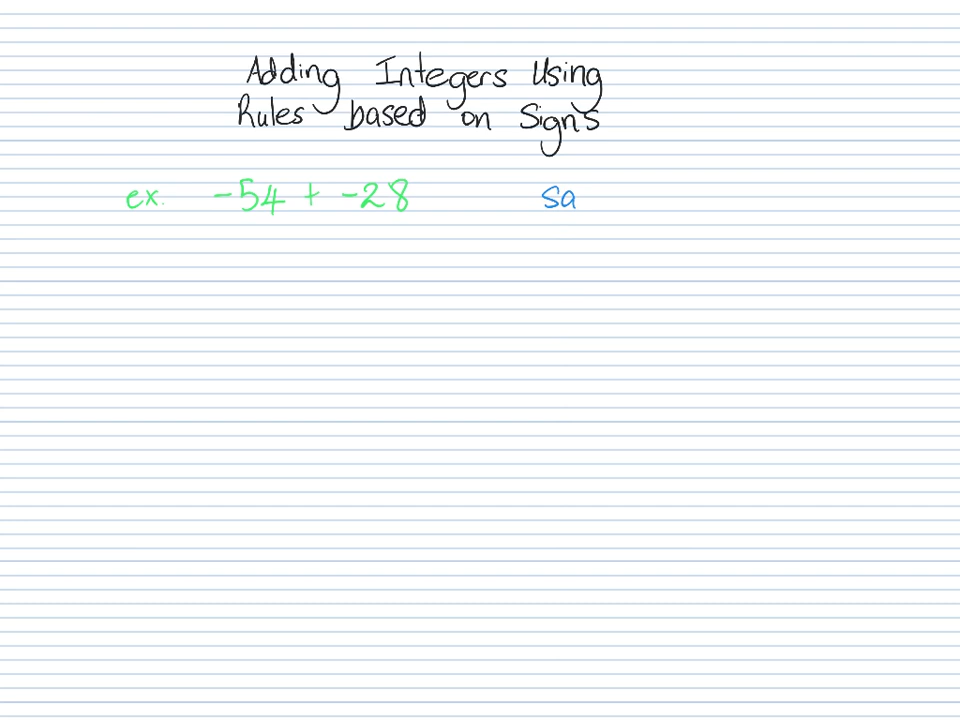 Adding Integers Using
Rules based on Signs
ex. -54 + -28 sa